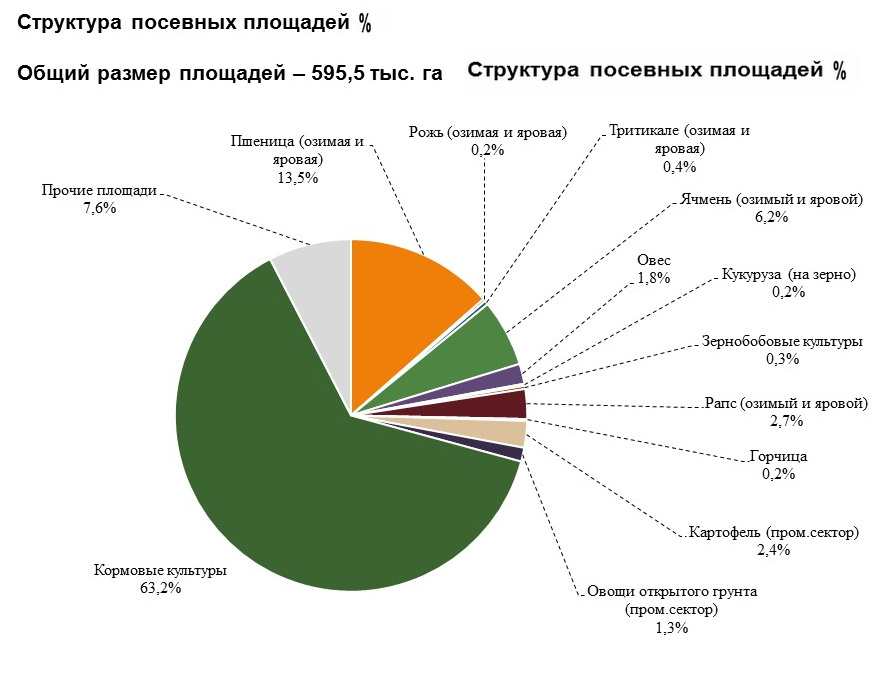 Структура посевных площадей %
Общий размер площадей – 595,5 тыс. га
Структура посевных площадей %
Пшеница (озимая и
яровая)
13,5%
Рожь (озимая и яровая)
0,2%
Тритикале (озимая и
яровая)
0,4%
Прочие площади
7,6%
Ячмень (озимый и яровой)
6,2%
Овес
1,8%
Кукуруза (на зерно)
0,2%
Зернобобовые культуры
0,3%
Рапс (озимый и яровой)
2,7%
Горчица
0,2%
Картофель (пром.сектор)
2,4%
Кормовые культуры
63,2%
Овощи открытого грунта
(пром.сектор)
1,3%